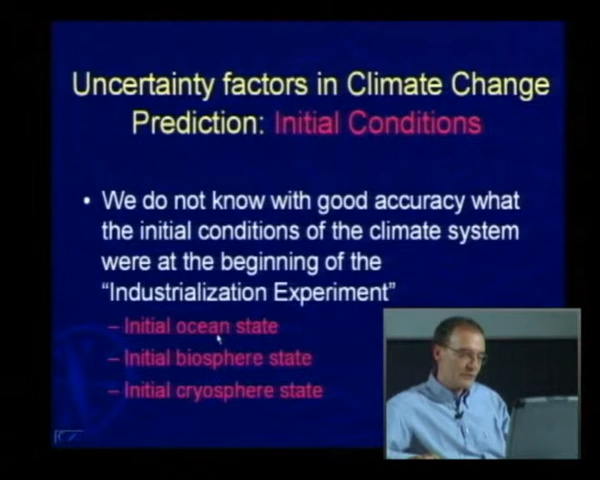 Uncertainty factors in Climate Change
Prediction: Initial Conditions
• We do not know with good accuracy what
the initial conditions of the climate system
were at the beginning of the
“Industrialization Experiment”
– Initial ocean state
– Initial biosphere state
– Initial cryosphere state